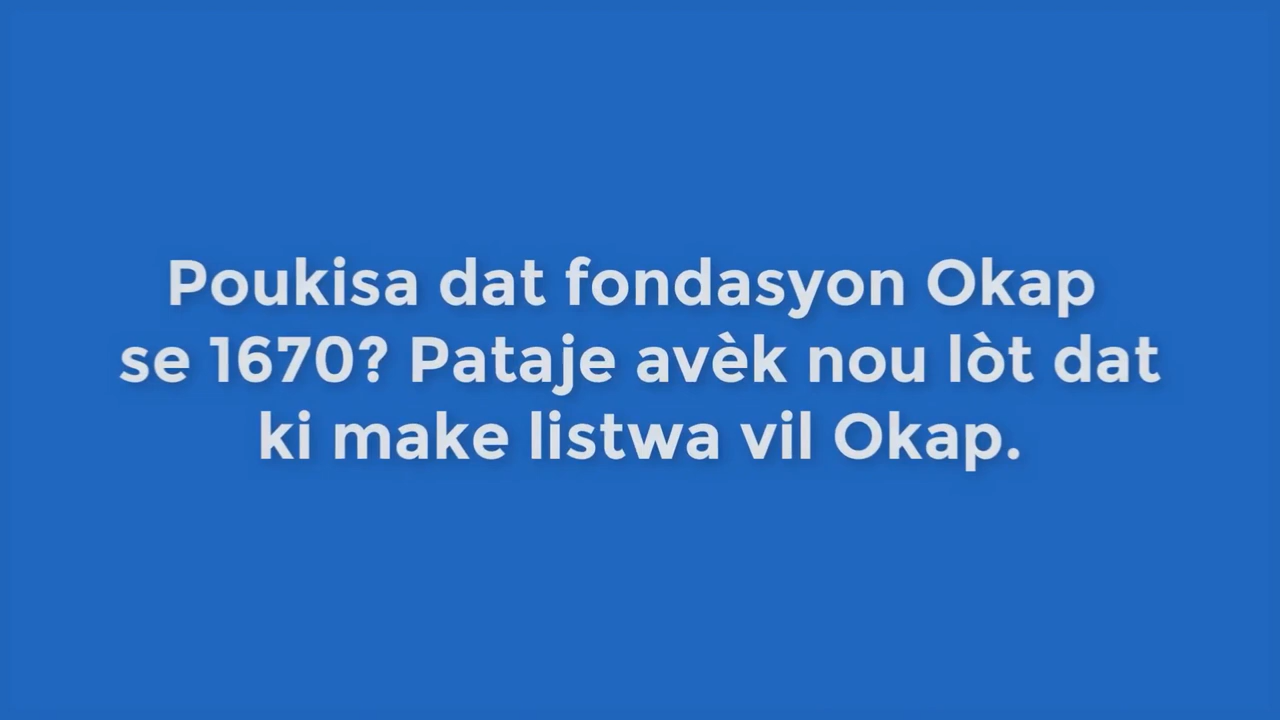 Poukisa dat fondasyon Okap
se 1670? Pataje avèk nou lòt dat
ki make listwa vil Okap.